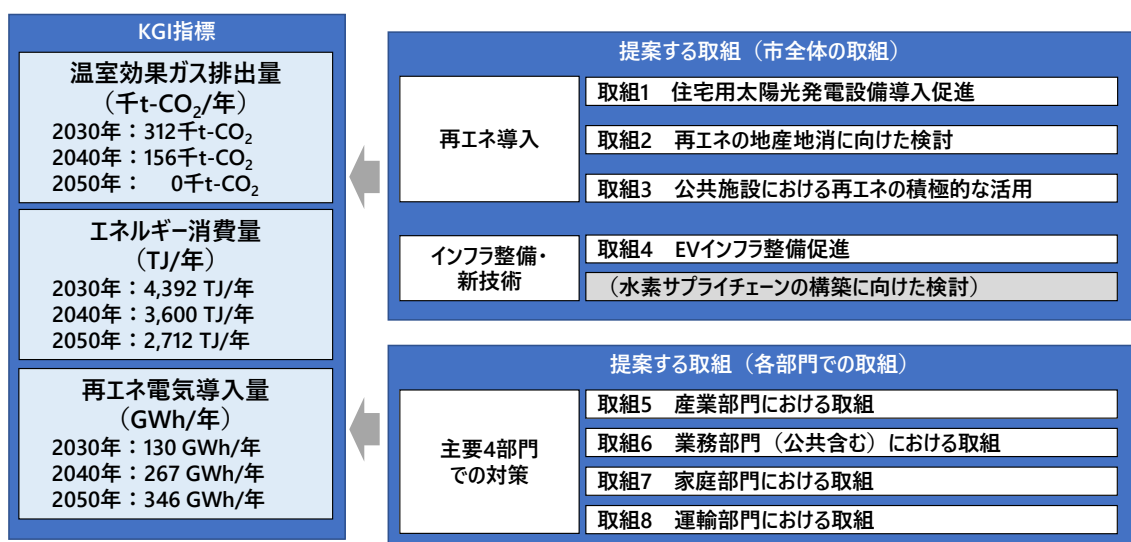 KGI指標
温室効果ガス排出量
（千t-CO₂/年）
2030年：312千t-CO₂
2040年：156千t-CO₂
2050年：　0千t-CO₂
エネルギー消費量
（TJ/年）
2030年：4,392 TJ/年
2040年：3,600 TJ/年
2050年：2,712 TJ/年
再エネ電気導入量
（GWh/年）
2030年：130 GWh/年
2040年：267 GWh/年
2050年：346 GWh/年
提案する取組（市全体の取組）
再エネ導入
取組1　住宅用太陽光発電設備導入促進
取組2　再エネの地産地消に向けた検討
取組3　公共施設における再エネの積極的な活用
インフラ整備・
新技術
取組4　EVインフラ整備促進
（水素サプライチェーンの構築に向けた検討）
提案する取組（各部門での取組）
主要4部門
での対策
取組5　産業部門における取組
取組6　業務部門（公共含む）における取組
取組7　家庭部門における取組
取組8　運輸部門における取組